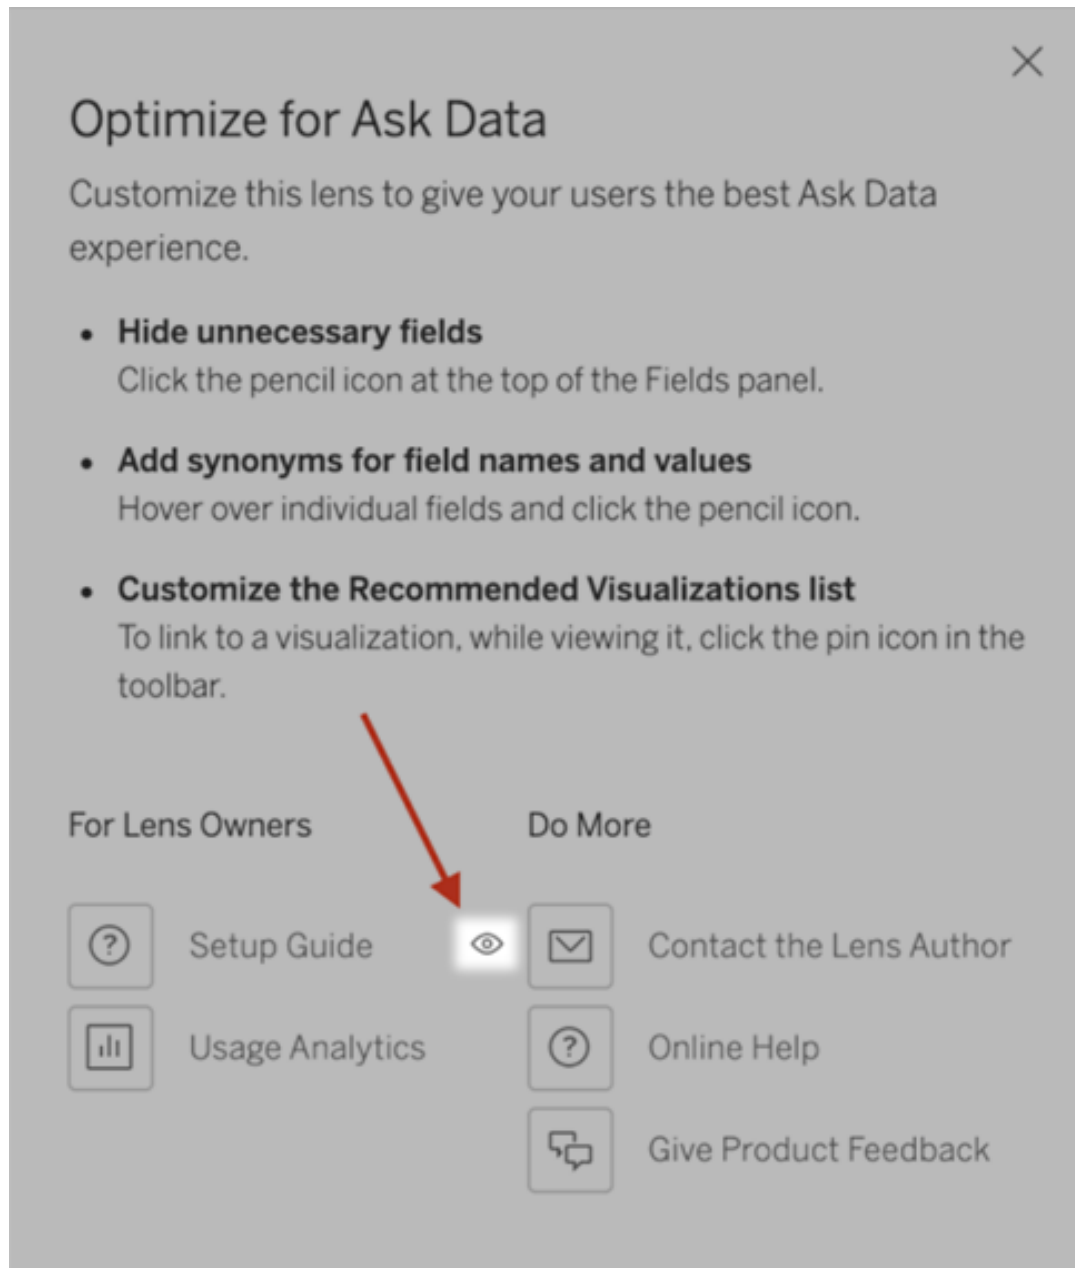 Optimize for Ask Data
Customize this lens to give your users the best Ask Data
experience.
• Hide unnecessary fields
Click the pencil icon at the top of the Fields panel.
• Add synonyms for field names and values
Hover over individual fields and click the pencil icon.
• Customize the Recommended Visualizations list
To link to a visualization, while viewing it, click the pin icon in the
toolbar.
For Lens Owners
Setup Guide
Usage Analytics
Do More
Contact the Lens Author
Online Help
Give Product Feedback